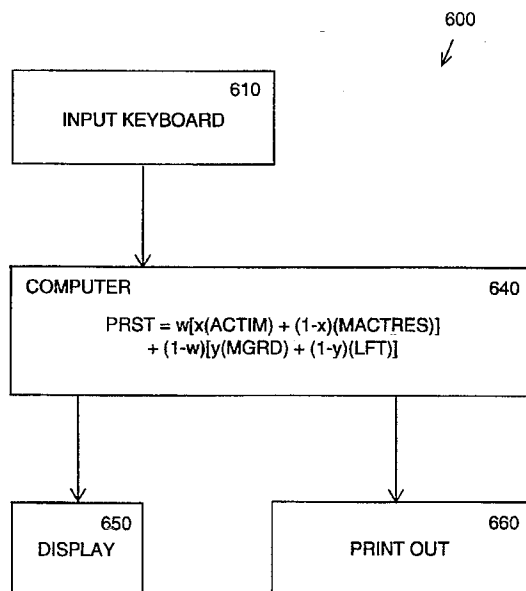 600
610
INPUT KEYBOARD
COMPUTER 640
PRST = w[x(ACTIM) + (1-x)(MACTRES)]
+ (1-w)[y(MGRD) + (1-y)(LFT)]
650
DISPLAY
660
PRINT OUT